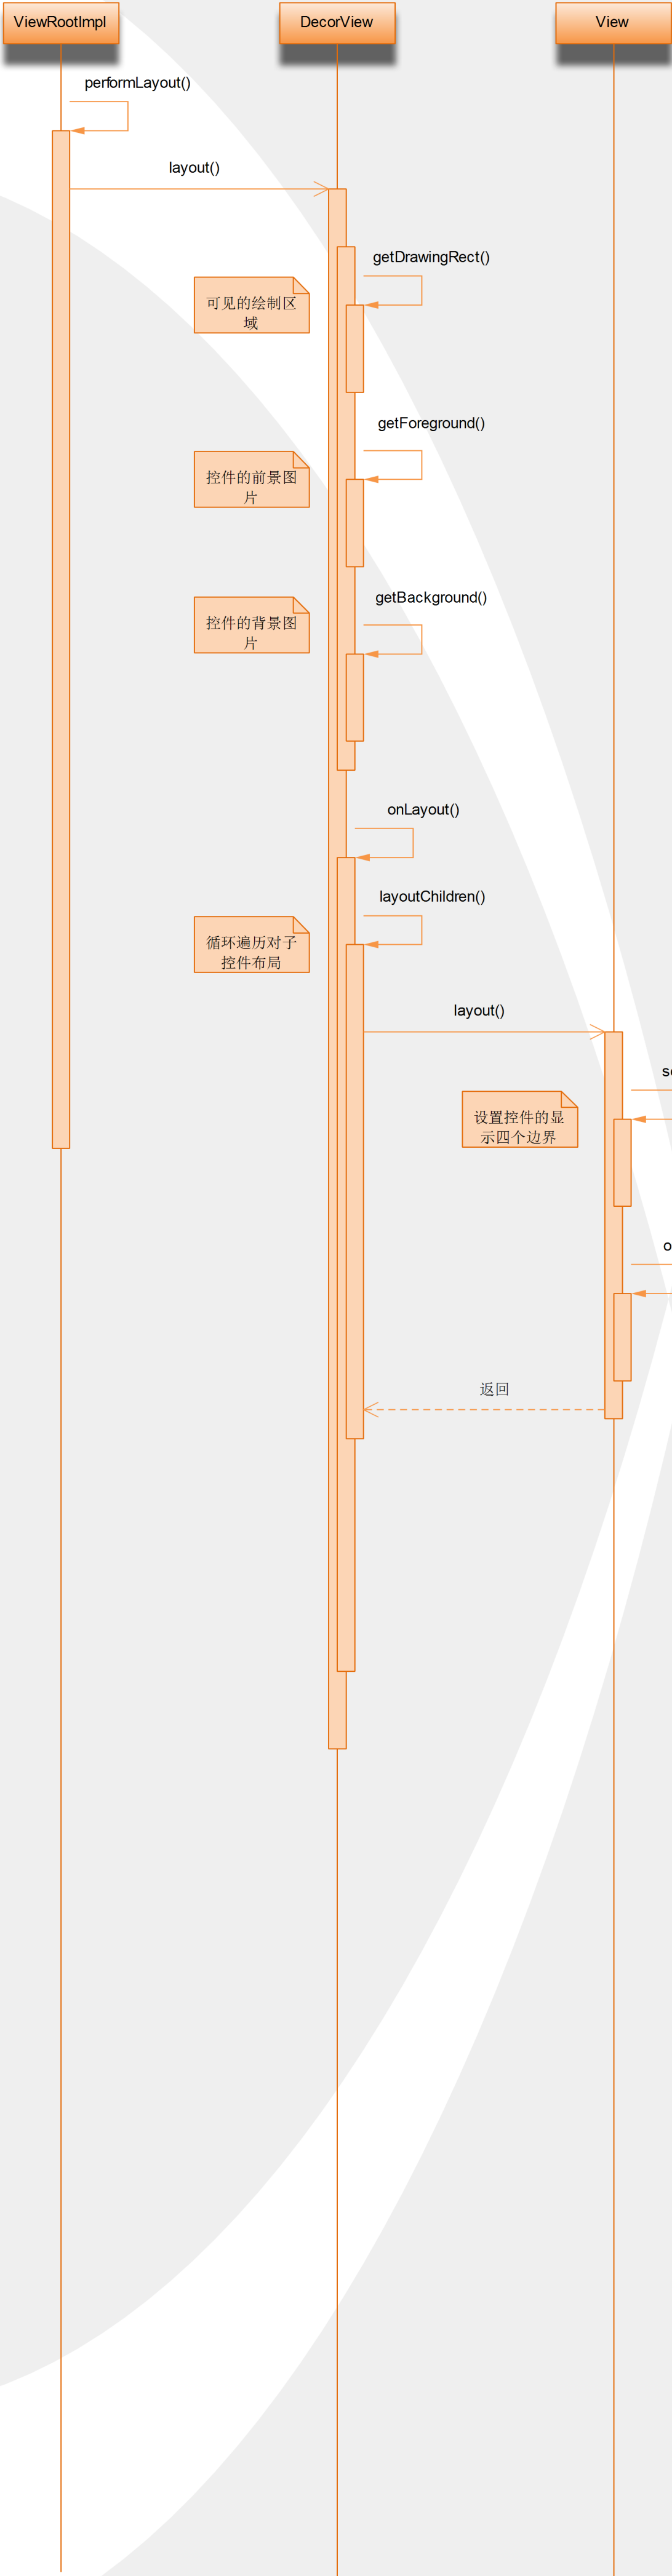 ViewRootImpl
DecorView
View
performLayout()
layout()
getDrawingRect()
可见的绘制区
域
getForeground()
控件的前景图
片
getBackground()
控件的背景图
片
onLayout()
layoutChildren()
循环遍历对子
控件布局
layout()
设置控件的显
示四个边界
返回